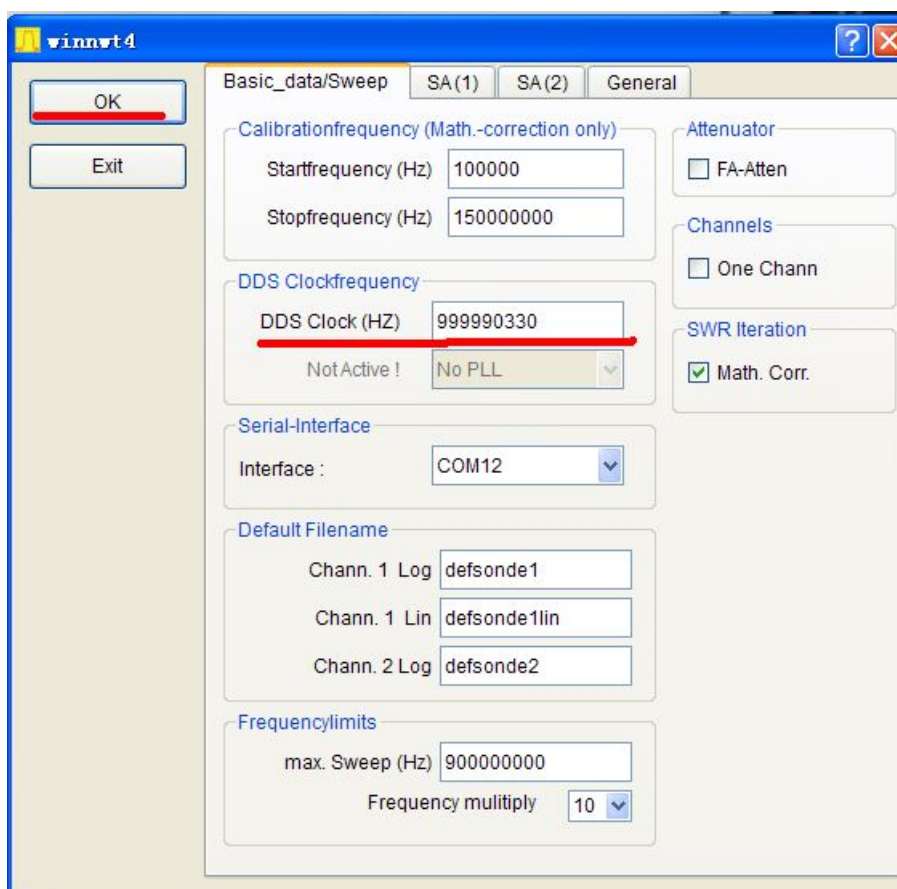 winnwt4
OK
Exit
Basic_data/Sweep SA(1) SA(2) General
Calibrationfrequency (Math.-correction only)
Startfrequency (Hz) 100000
Stopfrequency (Hz) 150000000
DDS Clockfrequency
DDS Clock (HZ) 999990330
Not Active ! No PLL
Serial-Interface
Interface : COM12
Default Filename
Chann. 1 Log defsonde1
Chann. 1 Lin defsonde1lin
Chann. 2 Log defsonde2
Frequencylimits
max. Sweep (Hz) 900000000
Frequency mulitiply 10
Attenuator
FA-Atten
Channels
One Chann
SWR Iteration
Math. Corr.